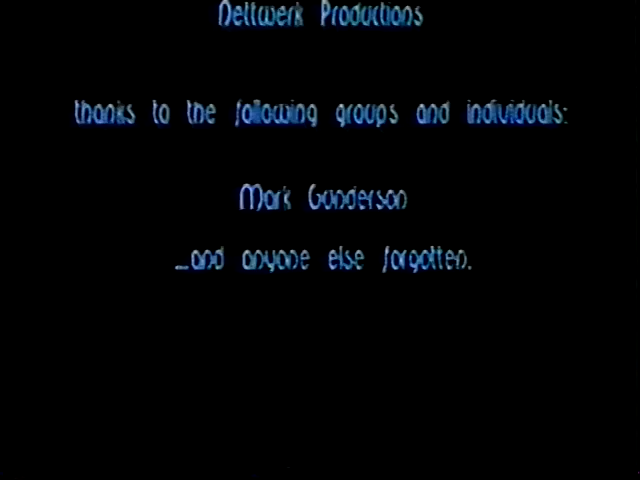 Nettwerk Productions
thanks to the following groups and individuals:
Mark Gunderson
...and anyone else forgotten.